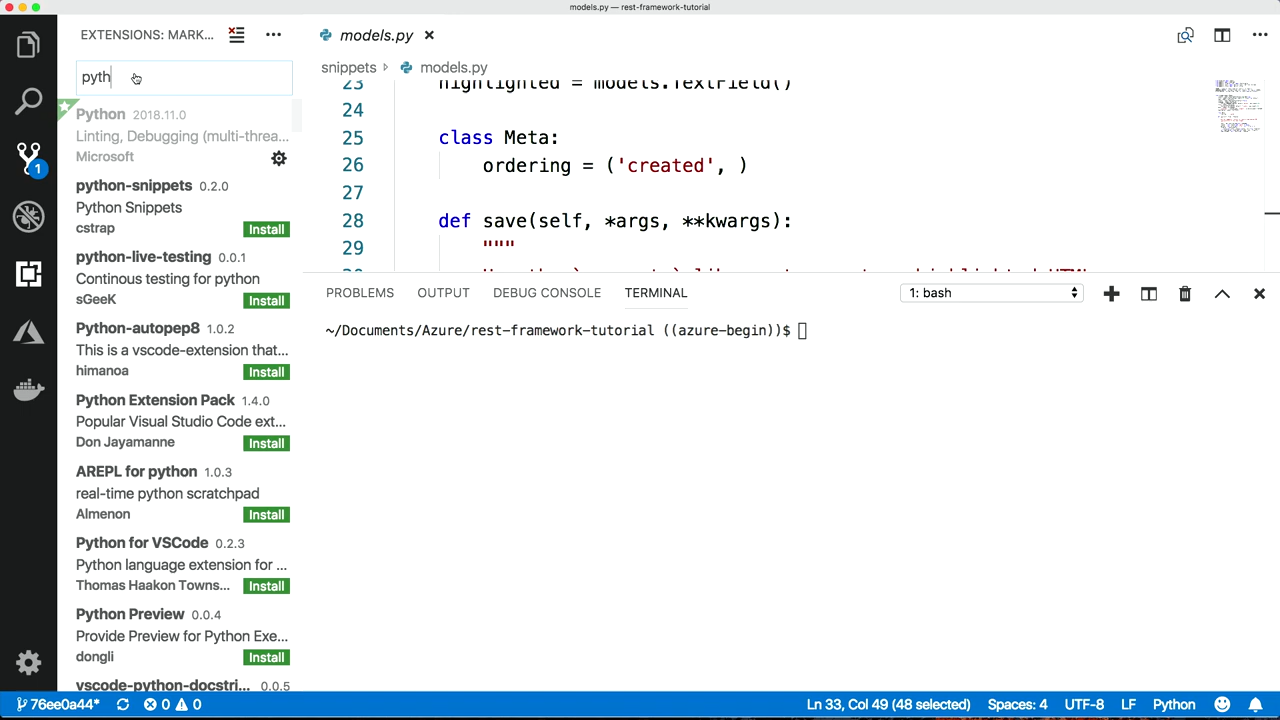 models.py — rest-framework-tutorial
EXTENSIONS: MARK...
pyth
Python 2018.11.0
Linting, Debugging (multi-threa...
Microsoft
python-snippets 0.2.0
Python Snippets
cstrap Install
python-live-testing 0.0.1
Continous testing for python
sGeeK Install
Python-autopep8 1.0.2
This is a vscode-extension that...
himanoa Install
Python Extension Pack 1.4.0
Popular Visual Studio Code ext...
Don Jayamanne Install
AREPL for python 1.0.3
real-time python scratchpad
Almenon Install
Python for VSCode 0.2.3
Python language extension for ...
Thomas Haakon Towns... Install
Python Preview 0.0.4
Provide Preview for Python Exe...
dongli Install
vscode-python-docstri... 0.0.5
models.py
snippets models.py
23 highlighted = models.TextField()
24
25 class Meta:
26 ordering = ('created', )
27
28 def save(self, *args, **kwargs):
29 """
PROBLEMS OUTPUT DEBUG CONSOLE TERMINAL 1: bash
~/Documents/Azure/rest-framework-tutorial ((azure-begin))$
1
76ee0a44* 0 0 Ln 33, Col 49 (48 selected) Spaces: 4 UTF-8 LF Python